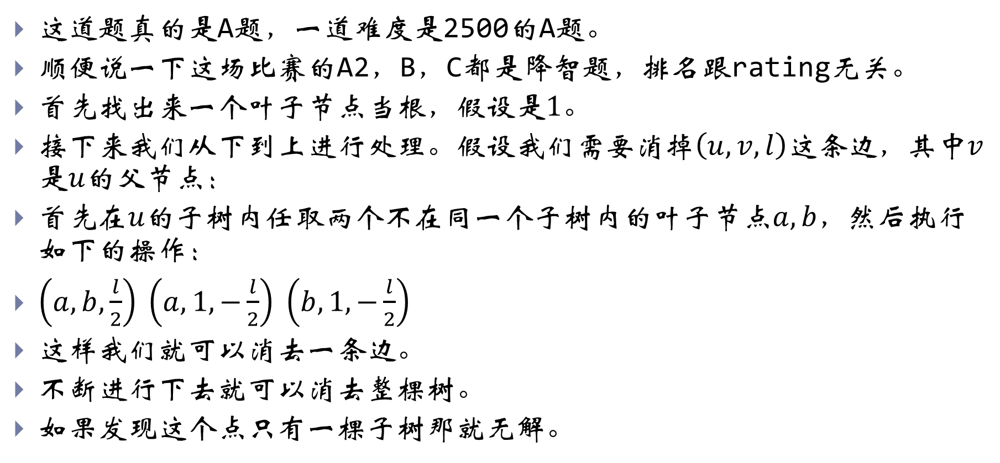 这道题真的是A题，一道难度是2500的A题。
顺便说一下这场比赛的A2，B，C都是降智题，排名跟rating无关。
首先找出来一个叶子节点当根，假设是1。
接下来我们从下到上进行处理。假设我们需要消掉(u,v,l)这条边，其中v
是u的父节点：
首先在u的子树内任取两个不在同一个子树内的叶子节点a,b，然后执行
如下的操作：
(a,b,l/2) (a,1,−l/2) (b,1,−l/2)
这样我们就可以消去一条边。
不断进行下去就可以消去整棵树。
如果发现这个点只有一棵子树那就无解。